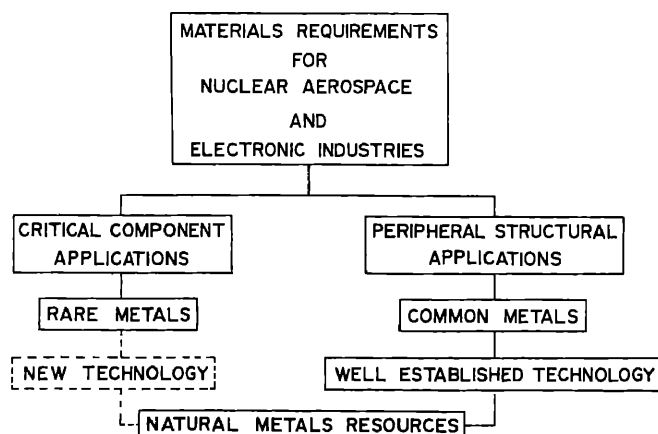 MATERIALS REQUIREMENTS
FOR
NUCLEAR AEROSPACE
AND
ELECTRONIC INDUSTRIES
CRITICAL COMPONENT
APPLICATIONS
PERIPHERAL STRUCTURAL
APPLICATIONS
RARE METALS
COMMON METALS
NEW TECHNOLOGY
WELL ESTABLISHED TECHNOLOGY
NATURAL METALS RESOURCES